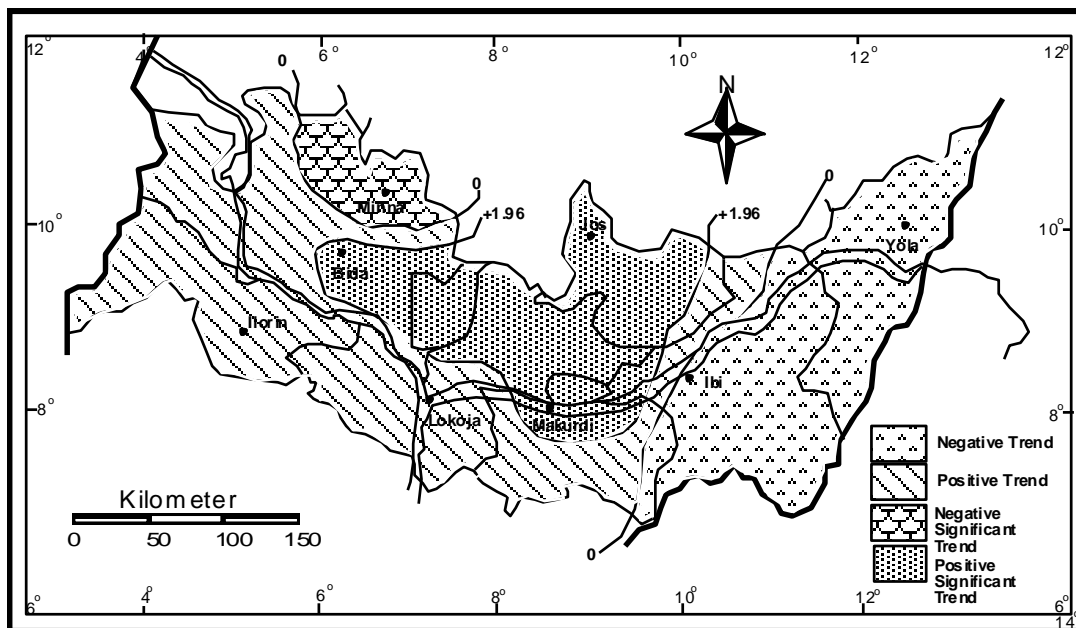 12°
4°
6°
8°
10°
12°
12°
0
N
0
+1.96
+1.96
0
10°
10°
Minna
Jos
Yola
Bida
Ilorin
Ibi
8°
8°
Lokoja
Makurdi
Negative Trend
Positive Trend
Negative
Significant
Trend
Positive
Significant
Trend
Kilometer
0 50 100 150
0
6°
4°
6°
8°
10°
12°
6°
14°